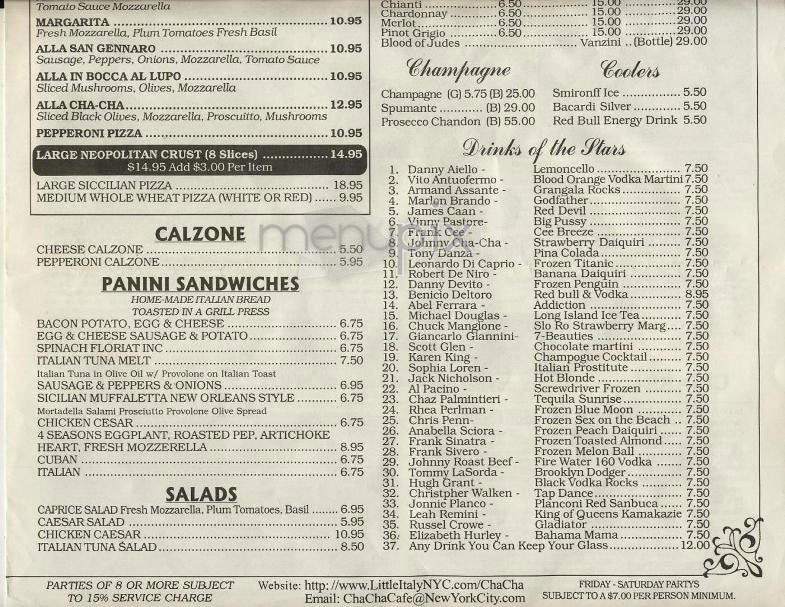 Tomato Sauce Mozzarella
MARGARITA ........ 10.95
Fresh Mozzarella, Plum Tomatoes Fresh Basil
ALLA SAN GENNARO ........ 10.95
Sausage, Peppers, Onions, Mozzarella, Tomato Sauce
ALLA IN BOCCA AL LUPO ........ 10.95
Sliced Mushrooms, Olives, Mozzarella
ALLA CHA-CHA ........ 12.95
Sliced Black Olives, Mozzarella, Proscuitto, Mushrooms
PEPPERONI PIZZA ........ 10.95
LARGE NEOPOLITAN CRUST (8 Slices) ........ 14.95
$14.95 Add $3.00 Per Item
LARGE SICCILIAN PIZZA ........ 18.95
MEDIUM WHOLE WHEAT PIZZA (WHITE OR RED) ...... 9.95
CALZONE
CHEESE CALZONE ........ 5.50
PEPPERONI CALZONE ........ 5.95
PANINI SANDWICHES
HOME-MADE ITALIAN BREAD
TOASTED IN A GRILL PRESS
BACON POTATO, EGG & CHEESE ........ 6.75
EGG & CHEESE SAUSAGE & POTATO ........ 6.75
SPINACH FLORIAT INC ........ 6.75
ITALIAN TUNA MELT ........ 7.50
Italian Tuna in Olive Oil w/ Provolone on Italian Toast
SAUSAGE & PEPPERS & ONIONS ........ 6.95
SICILIAN MUFFALETTA NEW ORLEANS STYLE ........ 6.75
Mortadella Salami Prosciutto Provolone Olive Spread
CHICKEN CESAR ........ 6.75
4 SEASONS EGGPLANT, ROASTED PEP, ARTICHOKE
HEART, FRESH MOZZERELLA ........ 8.95
CUBAN ........ 6.75
ITALIAN ........ 6.75
SALADS
CAPRICE SALAD Fresh Mozzarella, Plum Tomatoes, Basil ....... 6.95
CAESAR SALAD ........ 5.95
CHICKEN CAESAR ........ 10.95
ITALIAN TUNA SALAD ........ 8.50
Chianti ........ 6.50 ........ 15.00 ........ 29.00
Chardonnay ........ 6.50 ........ 15.00 ........ 29.00
Merlot ........ 6.50 ........ 15.00 ........ 29.00
Pinot Grigio ........ 6.50 ........ 15.00 ........ 29.00
Blood of Judes ........ Vanzini .. (Bottle) 29.00
Champagne
Champagne (G) 5.75 (B) 25.00
Spumante ............ (B) 29.00
Prosecco Chandon (B) 55.00
Coolers
Smironff Ice ........ 5.50
Bacardi Silver ........ 5.50
Red Bull Energy Drink 5.50
Drinks of the Stars
1. Danny Aiello - Lemoncello ........ 7.50
2. Vito Antuofermo - Blood Orange Vodka Martini 7.50
3. Armand Assante - Grangala Rocks ........ 7.50
4. Marlon Brando - Godfather ........ 7.50
5. James Caan - Red Devil ........ 7.50
6. Vinny Pastore- Big Pussy ........ 7.50
7. Frank Cee - Cee Breeze ........ 7.50
8. Johnny Cha-Cha - Strawberry Daiquiri ...... 7.50
9. Tony Danza - Pina Colada ........ 7.50
10. Leonardo Di Caprio - Frozen Titanic ........ 7.50
11. Robert De Niro - Banana Daiquiri ........ 7.50
12. Danny Devito - Frozen Penguin ........ 7.50
13. Benicio Deltoro Red bull & Vodka ........ 8.95
14. Abel Ferrara - Addiction ........ 7.50
15. Michael Douglas - Long Island Ice Tea ........ 7.50
16. Chuck Mangione - Slo Ro Strawberry Marg.... 7.50
17. Giancarlo Giannini- 7-Beauties ........ 7.50
18. Scott Glen - Chocolate martini ........ 7.50
19. Karen King - Champogue Cocktail ........ 7.50
20. Sophia Loren - Italian Prostitute ........ 7.50
21. Jack Nicholson - Hot Blonde ........ 7.50
22. Al Pacino - Screwdriver Frozen ........ 7.50
23. Chaz Palmintieri - Tequila Sunrise ........ 7.50
24. Rhea Perlman - Frozen Blue Moon ........ 7.50
25. Chris Penn- Frozen Sex on the Beach .. 7.50
26. Anabella Sciora - Frozen Peach Daiquiri ...... 7.50
27. Frank Sinatra - Frozen Toasted Almond ..... 7.50
28. Frank Sivero - Frozen Melon Ball ........ 7.50
29. Johnny Roast Beef - Fire Water 160 Vodka ...... 7.50
30. Tommy LaSorda - Brooklyn Dodger ........ 7.50
31. Hugh Grant - Black Vodka Rocks ........ 7.50
32. Christpher Walken - Tap Dance ........ 7.50
33. Jonnie Planco - Planconi Red Sanbuca ...... 7.50
34. Leah Remini - King of Queens Kamakazie 7.50
35. Russel Crowe - Gladiator ........ 7.50
36. Elizabeth Hurley - Bahama Mama ........ 7.50
37. Any Drink You Can Keep Your Glass ........ 12.00
menupix
PARTIES OF 8 OR MORE SUBJECT
TO 15% SERVICE CHARGE
Website: http://www.LittleItalyNYC.com/ChaCha
Email: ChaChaCafe@NewYorkCity.com
FRIDAY - SATURDAY PARTYS
SUBJECT TO A $7.00 PER PERSON MINIMUM.